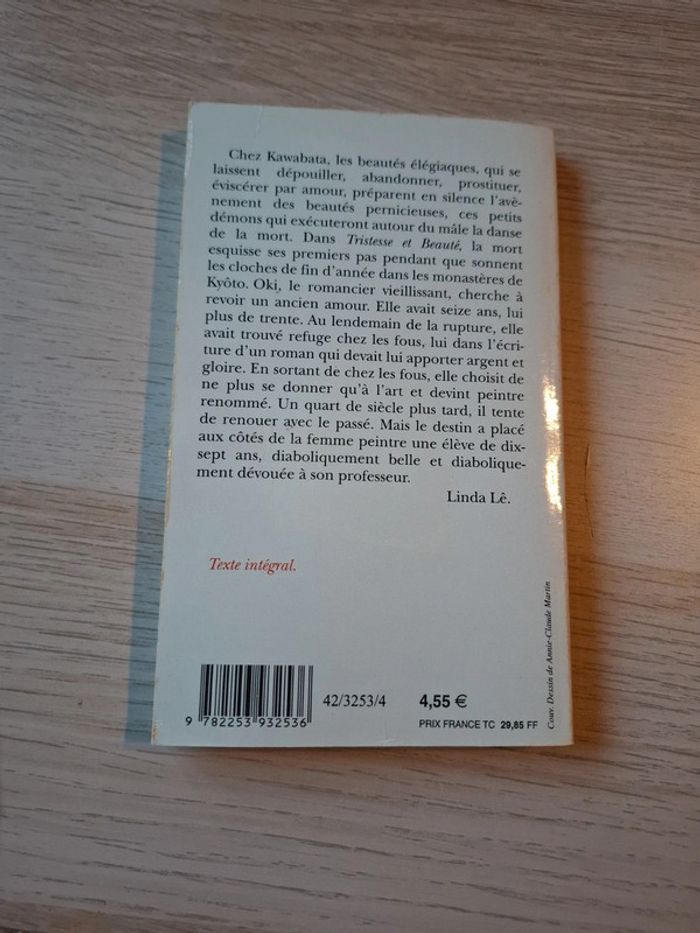 Chez Kawabata, les beautés élégiaques, qui se
laissent dépouiller, abandonner, prostituer,
éviscérer par amour, préparent en silence l'avè-
nement des beautés pernicieuses, ces petits
démons qui exécuteront autour du mâle la danse
de la mort. Dans Tristesse et Beauté, la mort
esquisse ses premiers pas pendant que sonnent
les cloches de fin d'année dans les monastères de
Kyôto. Oki, le romancier vieillissant, cherche à
revoir un ancien amour. Elle avait seize ans, lui
plus de trente. Au lendemain de la rupture, elle
avait trouvé refuge chez les fous, lui dans l'écri-
ture d'un roman qui devait lui apporter argent et
gloire. En sortant de chez les fous, elle choisit de
ne plus se donner qu'à l'art et devint peintre
renommé. Un quart de siècle plus tard, il tente
de renouer avec le passé. Mais le destin a placé
aux côtés de la femme peintre une élève de dix-
sept ans, diaboliquement belle et diabolique-
ment dévouée à son professeur.
Linda Lê.
Texte intégral.
9 782253 932536
42/3253/4
4,55 €
PRIX FRANCE TC 29,85 FF
Couv. Dessin de Annie-Claude Martin